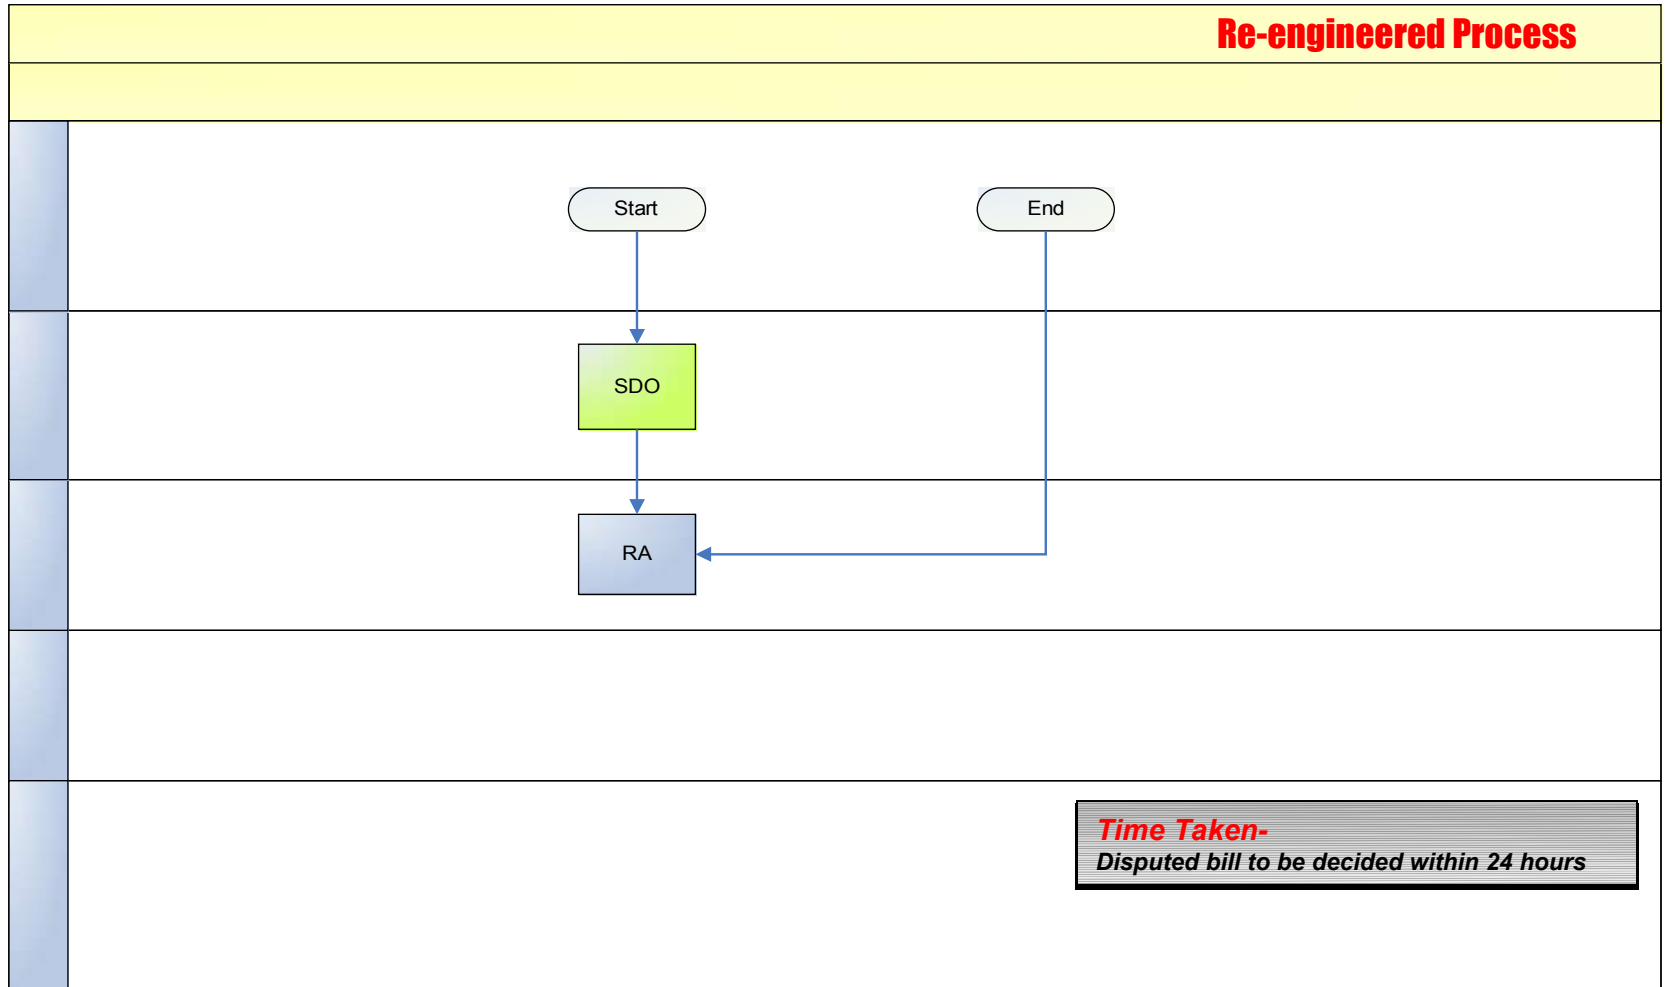 Re-engineered Process
Start
End
SDO
RA
Time Taken-
Disputed bill to be decided within 24 hours